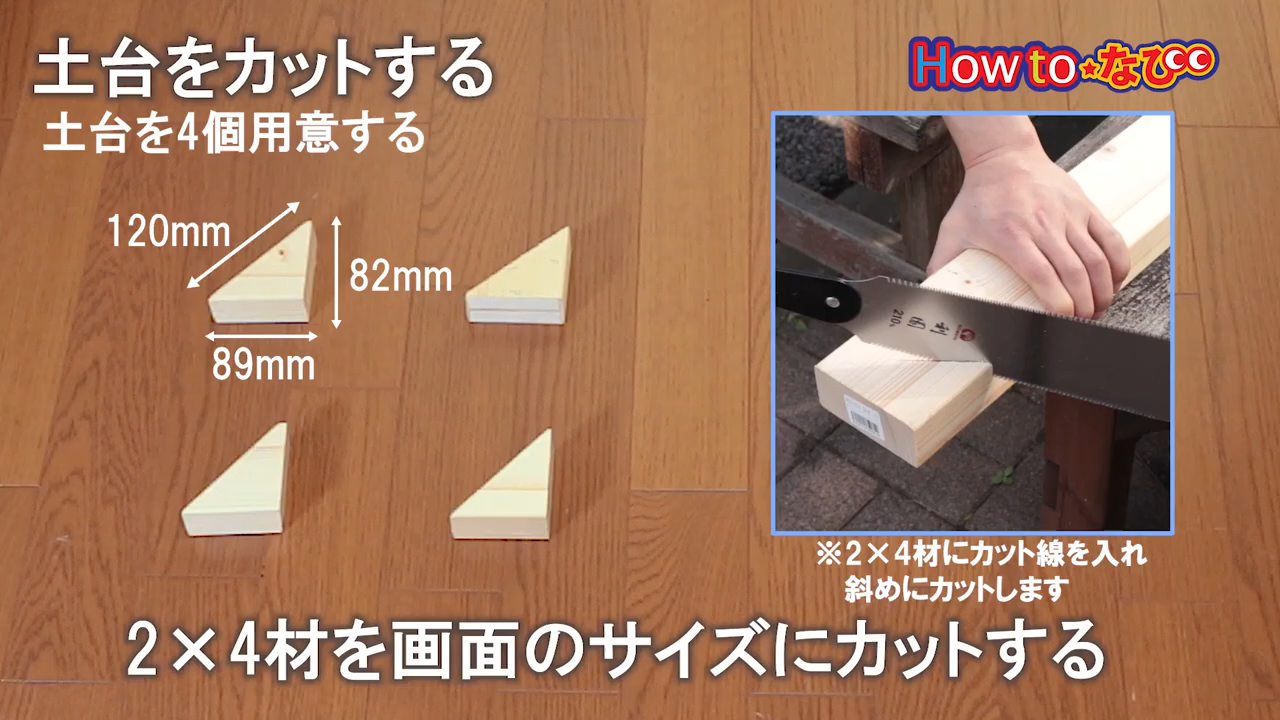 土台をカットする
How to★なび
土台を4個用意する
120mm
82mm
89mm
210
※2×4材にカット線を入れ
斜めにカットします
2×4材を画面のサイズにカットする